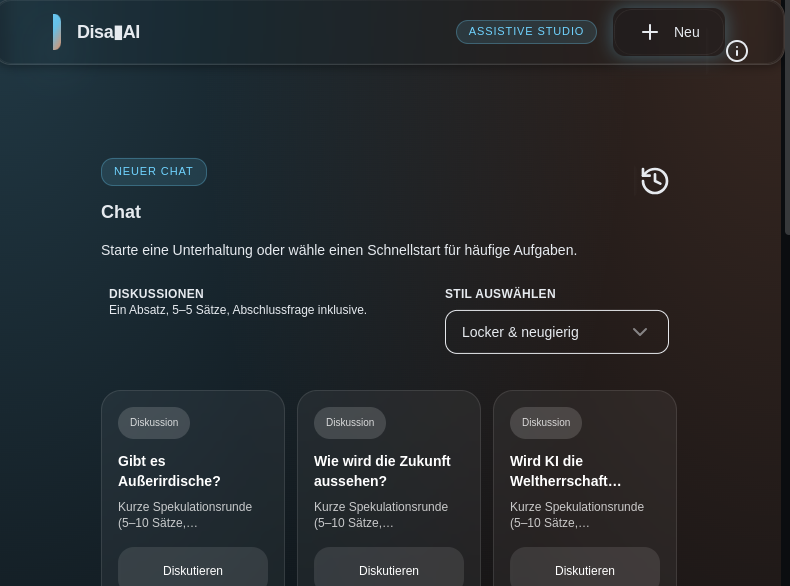 Disa▮AI
ASSISTIVE STUDIO
Neu
NEUER CHAT
Chat
Starte eine Unterhaltung oder wähle einen Schnellstart für häufige Aufgaben.
DISKUSSIONEN
Ein Absatz, 5–5 Sätze, Abschlussfrage inklusive.
STIL AUSWÄHLEN
Locker & neugierig
Diskussion
Gibt es
Außerirdische?
Kurze Spekulationsrunde
(5–10 Sätze,…
Diskutieren
Diskussion
Wie wird die Zukunft
aussehen?
Kurze Spekulationsrunde
(5–10 Sätze,…
Diskutieren
Diskussion
Wird KI die
Weltherrschaft…
Kurze Spekulationsrunde
(5–10 Sätze,…
Diskutieren